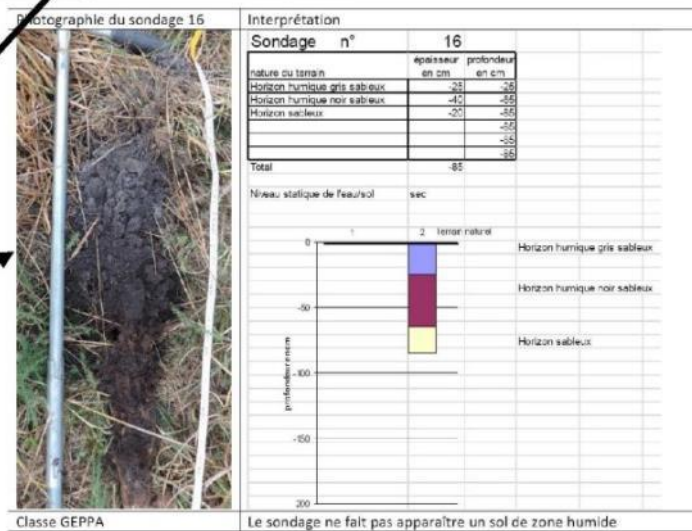 Photographie du sondage 16
Interprétation
Sondage n° 16
nature du terrain
épaisseur en cm
profondeur en cm
Horizon humique gris sableux -25 -25
Horizon humique noir sableux -40 -65
Horizon sableux -20 -85
-85
-85
-85
Total -85
Niveau statique de l'eau/sol sec
1 2 Terrain naturel
0
-50
-100
-150
200
profondeur en cm
Horizon humique gris sableux
Horizon humique noir sableux
Horizon sableux
Classe GEPPA
Le sondage ne fait pas apparaître un sol de zone humide